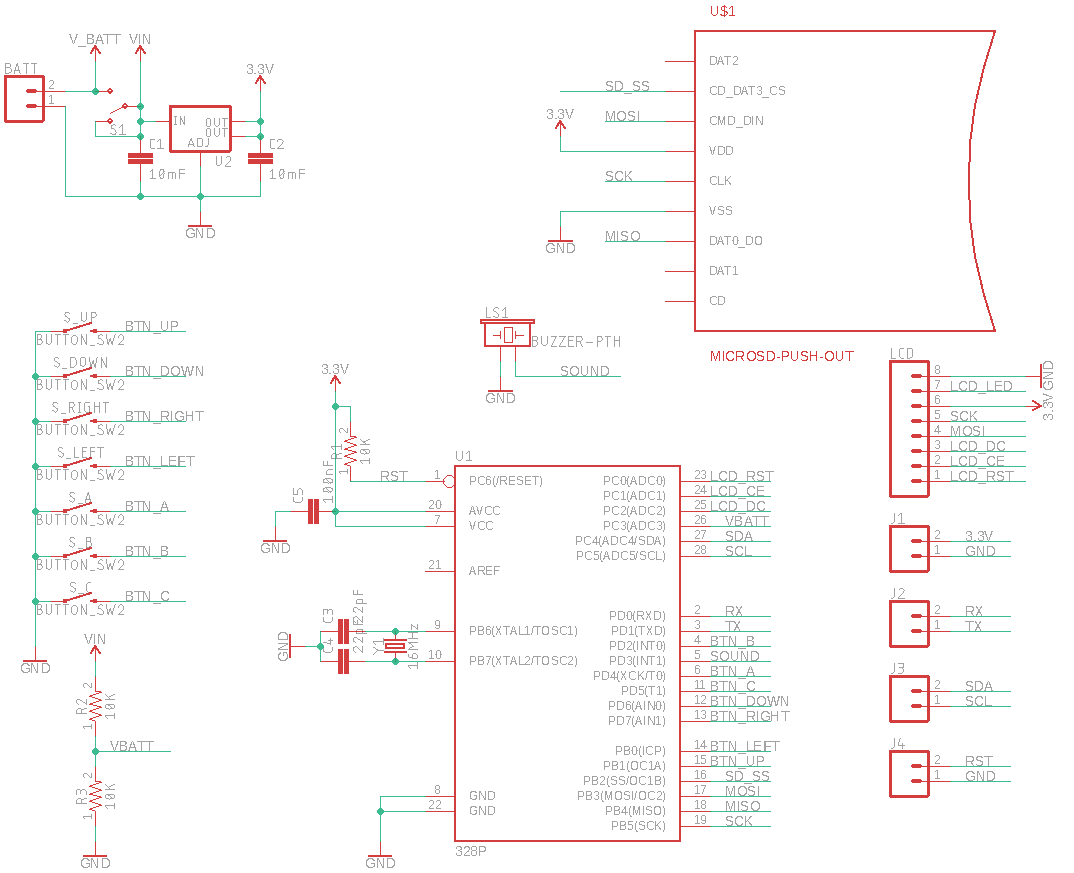 V_BATT
VIN
BATT
2
1
S1
IN
OUT
OUT
ADJ
U2
3.3V
C1
10mF
C2
10mF
GND
U$1
DAT2
SD_SS
CD_DAT3_CS
MOSI
CMD_DIN
3.3V
VDD
SCK
CLK
VSS
GND
MISO
DAT0_DO
DAT1
CD
MICROSD-PUSH-OUT
LS1
BUZZER-PTH
SOUND
GND
S_UP
BTN_UP
BUTTON_SW2
S_DOWN
BTN_DOWN
BUTTON_SW2
S_RIGHT
BTN_RIGHT
BUTTON_SW2
S_LEFT
BTN_LEFT
BUTTON_SW2
S_A
BTN_A
BUTTON_SW2
S_B
BTN_B
BUTTON_SW2
S_C
BTN_C
BUTTON_SW2
GND
VIN
R2
2
1
10K
VBATT
R3
2
1
10K
GND
3.3V
R1
2
1
10K
RST
C5
100nF
GND
C3
22pF
C4
22pF
Y1
16MHz
GND
GND
U1
1 PC6(/RESET)
20 AVCC
7 VCC
21 AREF
9 PB6(XTAL1/TOSC1)
10 PB7(XTAL2/TOSC2)
8 GND
22 GND
328P
PC0(ADC0) 23 LCD_RST
PC1(ADC1) 24 LCD_CE
PC2(ADC2) 25 LCD_DC
PC3(ADC3) 26 VBATT
PC4(ADC4/SDA) 27 SDA
PC5(ADC5/SCL) 28 SCL
PD0(RXD) 2 RX
PD1(TXD) 3 TX
PD2(INT0) 4 BTN_B
PD3(INT1) 5 SOUND
PD4(XCK/T0) 6 BTN_A
PD5(T1) 11 BTN_C
PD6(AIN0) 12 BTN_DOWN
PD7(AIN1) 13 BTN_RIGHT
PB0(ICP) 14 BTN_LEFT
PB1(OC1A) 15 BTN_UP
PB2(SS/OC1B) 16 SD_SS
PB3(MOSI/OC2) 17 MOSI
PB4(MISO) 18 MISO
PB5(SCK) 19 SCK
LCD
8 GND
7 LCD_LED
6 3.3V
5 SCK
4 MOSI
3 LCD_DC
2 LCD_CE
1 LCD_RST
J1
2 3.3V
1 GND
J2
2 RX
1 TX
J3
2 SDA
1 SCL
J4
2 RST
1 GND